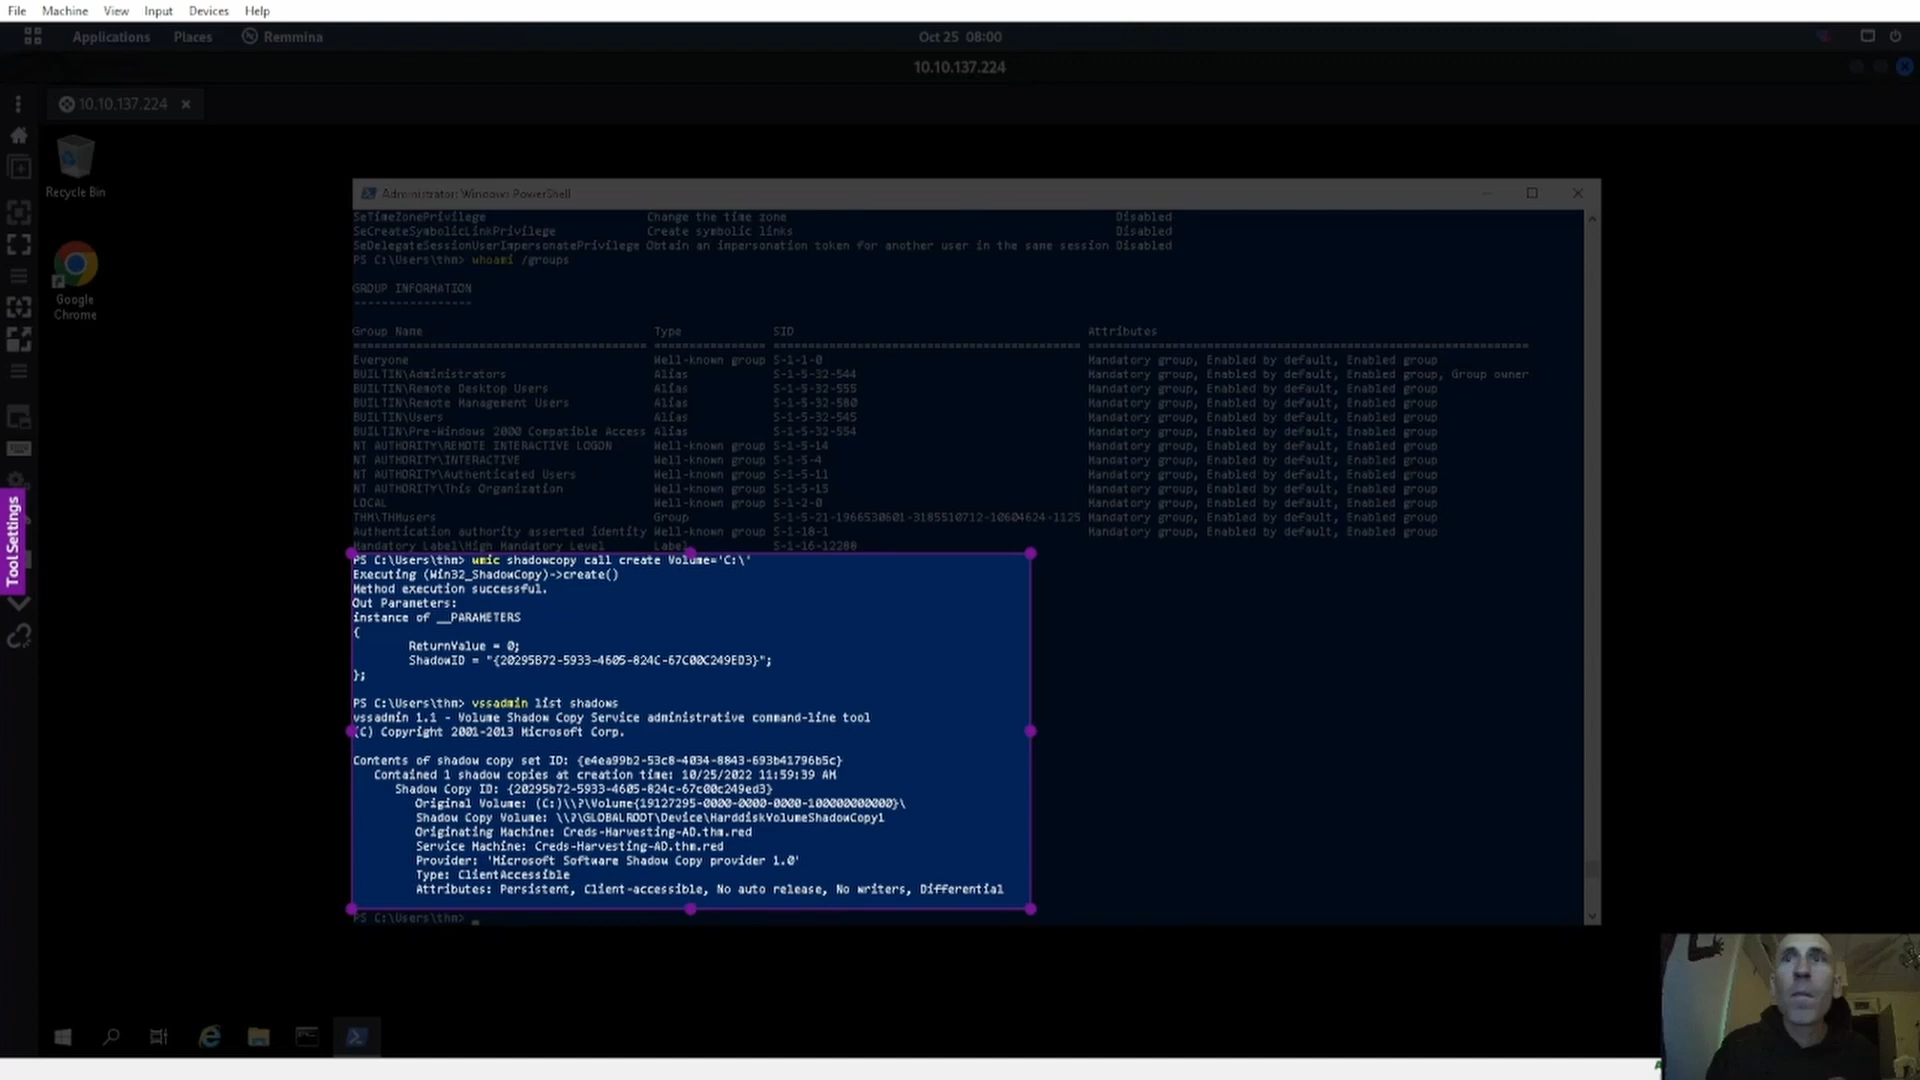 File Machine View Input Devices Help
Applications Places Remmina Oct 25 08:00
10.10.137.224
10.10.137.224
Recycle Bin
Google
Chrome
Tool Settings
Administrator: Windows PowerShell
SeTimeZonePrivilege Change the time zone Disabled
SeCreateSymbolicLinkPrivilege Create symbolic links Disabled
SeDelegateSessionUserImpersonatePrivilege Obtain an impersonation token for another user in the same session Disabled
PS C:\Users\thm> whoami /groups
GROUP INFORMATION
-----------------
Group Name Type SID Attributes
Everyone Well-known group S-1-1-0 Mandatory group, Enabled by default, Enabled group
BUILTIN\Administrators Alias S-1-5-32-544 Mandatory group, Enabled by default, Enabled group, Group owner
BUILTIN\Remote Desktop Users Alias S-1-5-32-555 Mandatory group, Enabled by default, Enabled group
BUILTIN\Remote Management Users Alias S-1-5-32-580 Mandatory group, Enabled by default, Enabled group
BUILTIN\Users Alias S-1-5-32-545 Mandatory group, Enabled by default, Enabled group
BUILTIN\Pre-Windows 2000 Compatible Access Alias S-1-5-32-554 Mandatory group, Enabled by default, Enabled group
NT AUTHORITY\REMOTE INTERACTIVE LOGON Well-known group S-1-5-14 Mandatory group, Enabled by default, Enabled group
NT AUTHORITY\INTERACTIVE Well-known group S-1-5-4 Mandatory group, Enabled by default, Enabled group
NT AUTHORITY\Authenticated Users Well-known group S-1-5-11 Mandatory group, Enabled by default, Enabled group
NT AUTHORITY\This Organization Well-known group S-1-5-15 Mandatory group, Enabled by default, Enabled group
LOCAL Well-known group S-1-2-0 Mandatory group, Enabled by default, Enabled group
THM\THMusers Group S-1-5-21-1966530601-3185510712-10604624-1125 Mandatory group, Enabled by default, Enabled group
Authentication authority asserted identity Well-known group S-1-18-1 Mandatory group, Enabled by default, Enabled group
Mandatory Label\High Mandatory Level Label S-1-16-12288
PS C:\Users\thm> wmic shadowcopy call create Volume='C:\'
Executing (Win32_ShadowCopy)->create()
Method execution successful.
Out Parameters:
instance of __PARAMETERS
{
ReturnValue = 0;
ShadowID = "{20295B72-5933-4605-824C-67C00C249ED3}";
};
PS C:\Users\thm> vssadmin list shadows
vssadmin 1.1 - Volume Shadow Copy Service administrative command-line tool
(C) Copyright 2001-2013 Microsoft Corp.
Contents of shadow copy set ID: {e4ea99b2-53c8-4034-8843-693b41796b5c}
Contained 1 shadow copies at creation time: 10/25/2022 11:59:39 AM
Shadow Copy ID: {20295b72-5933-4605-824c-67c00c249ed3}
Original Volume: (C:)\\?\Volume{19127295-0000-0000-0000-100000000000}\
Shadow Copy Volume: \\?\GLOBALROOT\Device\HarddiskVolumeShadowCopy1
Originating Machine: Creds-Harvesting-AD.thm.red
Service Machine: Creds-Harvesting-AD.thm.red
Provider: 'Microsoft Software Shadow Copy provider 1.0'
Type: ClientAccessible
Attributes: Persistent, Client-accessible, No auto release, No writers, Differential
PS C:\Users\thm> _